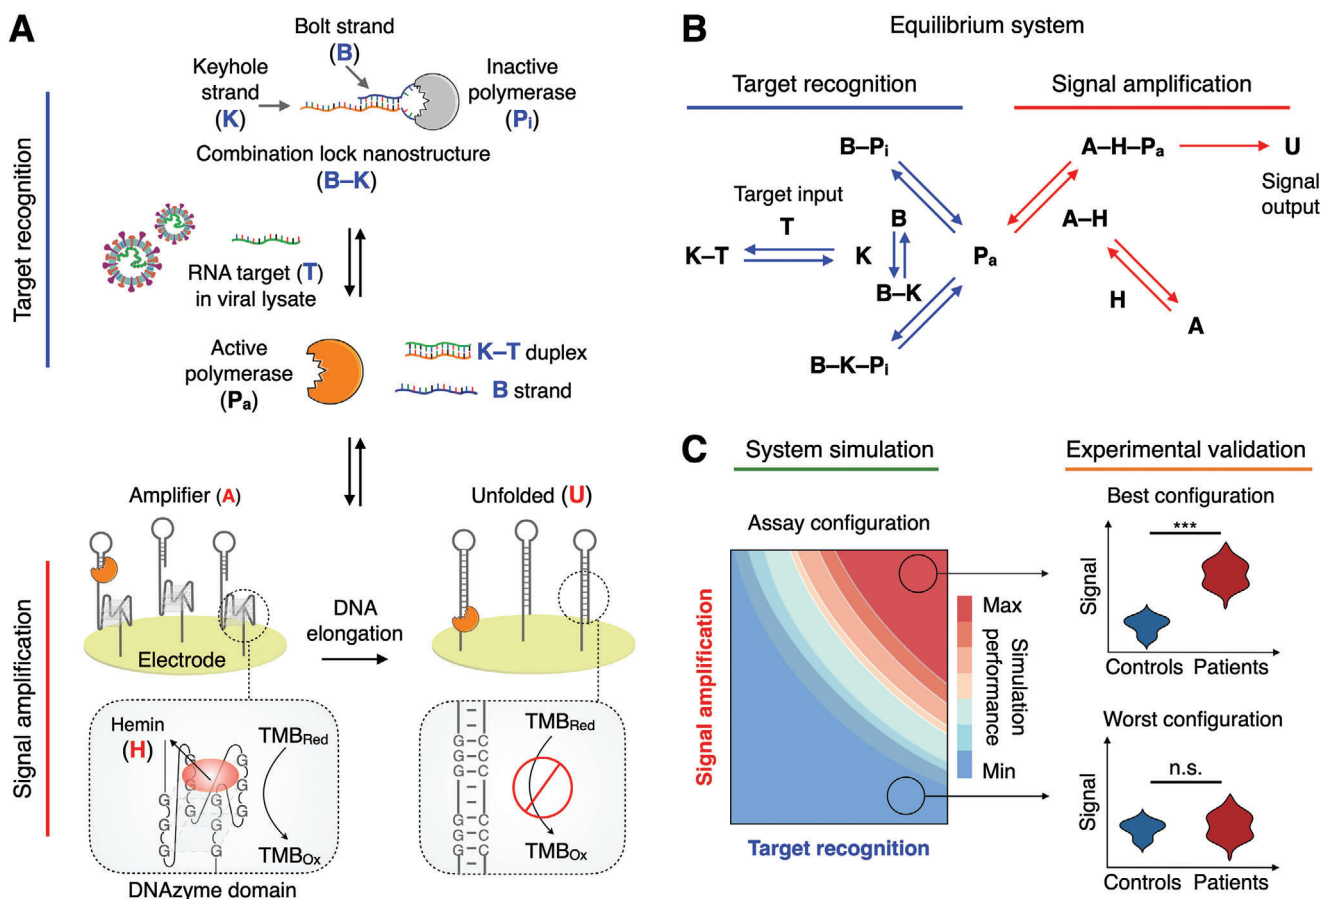 A
Bolt strand
(B)
Keyhole
strand
(K)
Inactive
polymerase
(Pi)
Combination lock nanostructure
(B–K)
Target recognition
RNA target (T)
in viral lysate
Active
polymerase
(Pa)
K–T duplex
B strand
Signal amplification
Amplifier (A)
Unfolded (U)
DNA
elongation
Electrode
Hemin
(H)
TMBRed
TMBOx
G
G
G
G
G
G
G
G
G
G
G
G
DNAzyme domain
TMBRed
TMBOx
G C
G C
G C
G C
G C
G C
B
Equilibrium system
Target recognition
Signal amplification
B–Pi
A–H–Pa
U
Signal
output
Target input
T
B
A–H
K–T
K
Pa
B–K
H
A
B–K–Pi
C
System simulation
Experimental validation
Assay configuration
Signal amplification
Target recognition
Max
Simulation
performance
Min
Best configuration
***
Signal
Controls Patients
Worst configuration
n.s.
Signal
Controls Patients